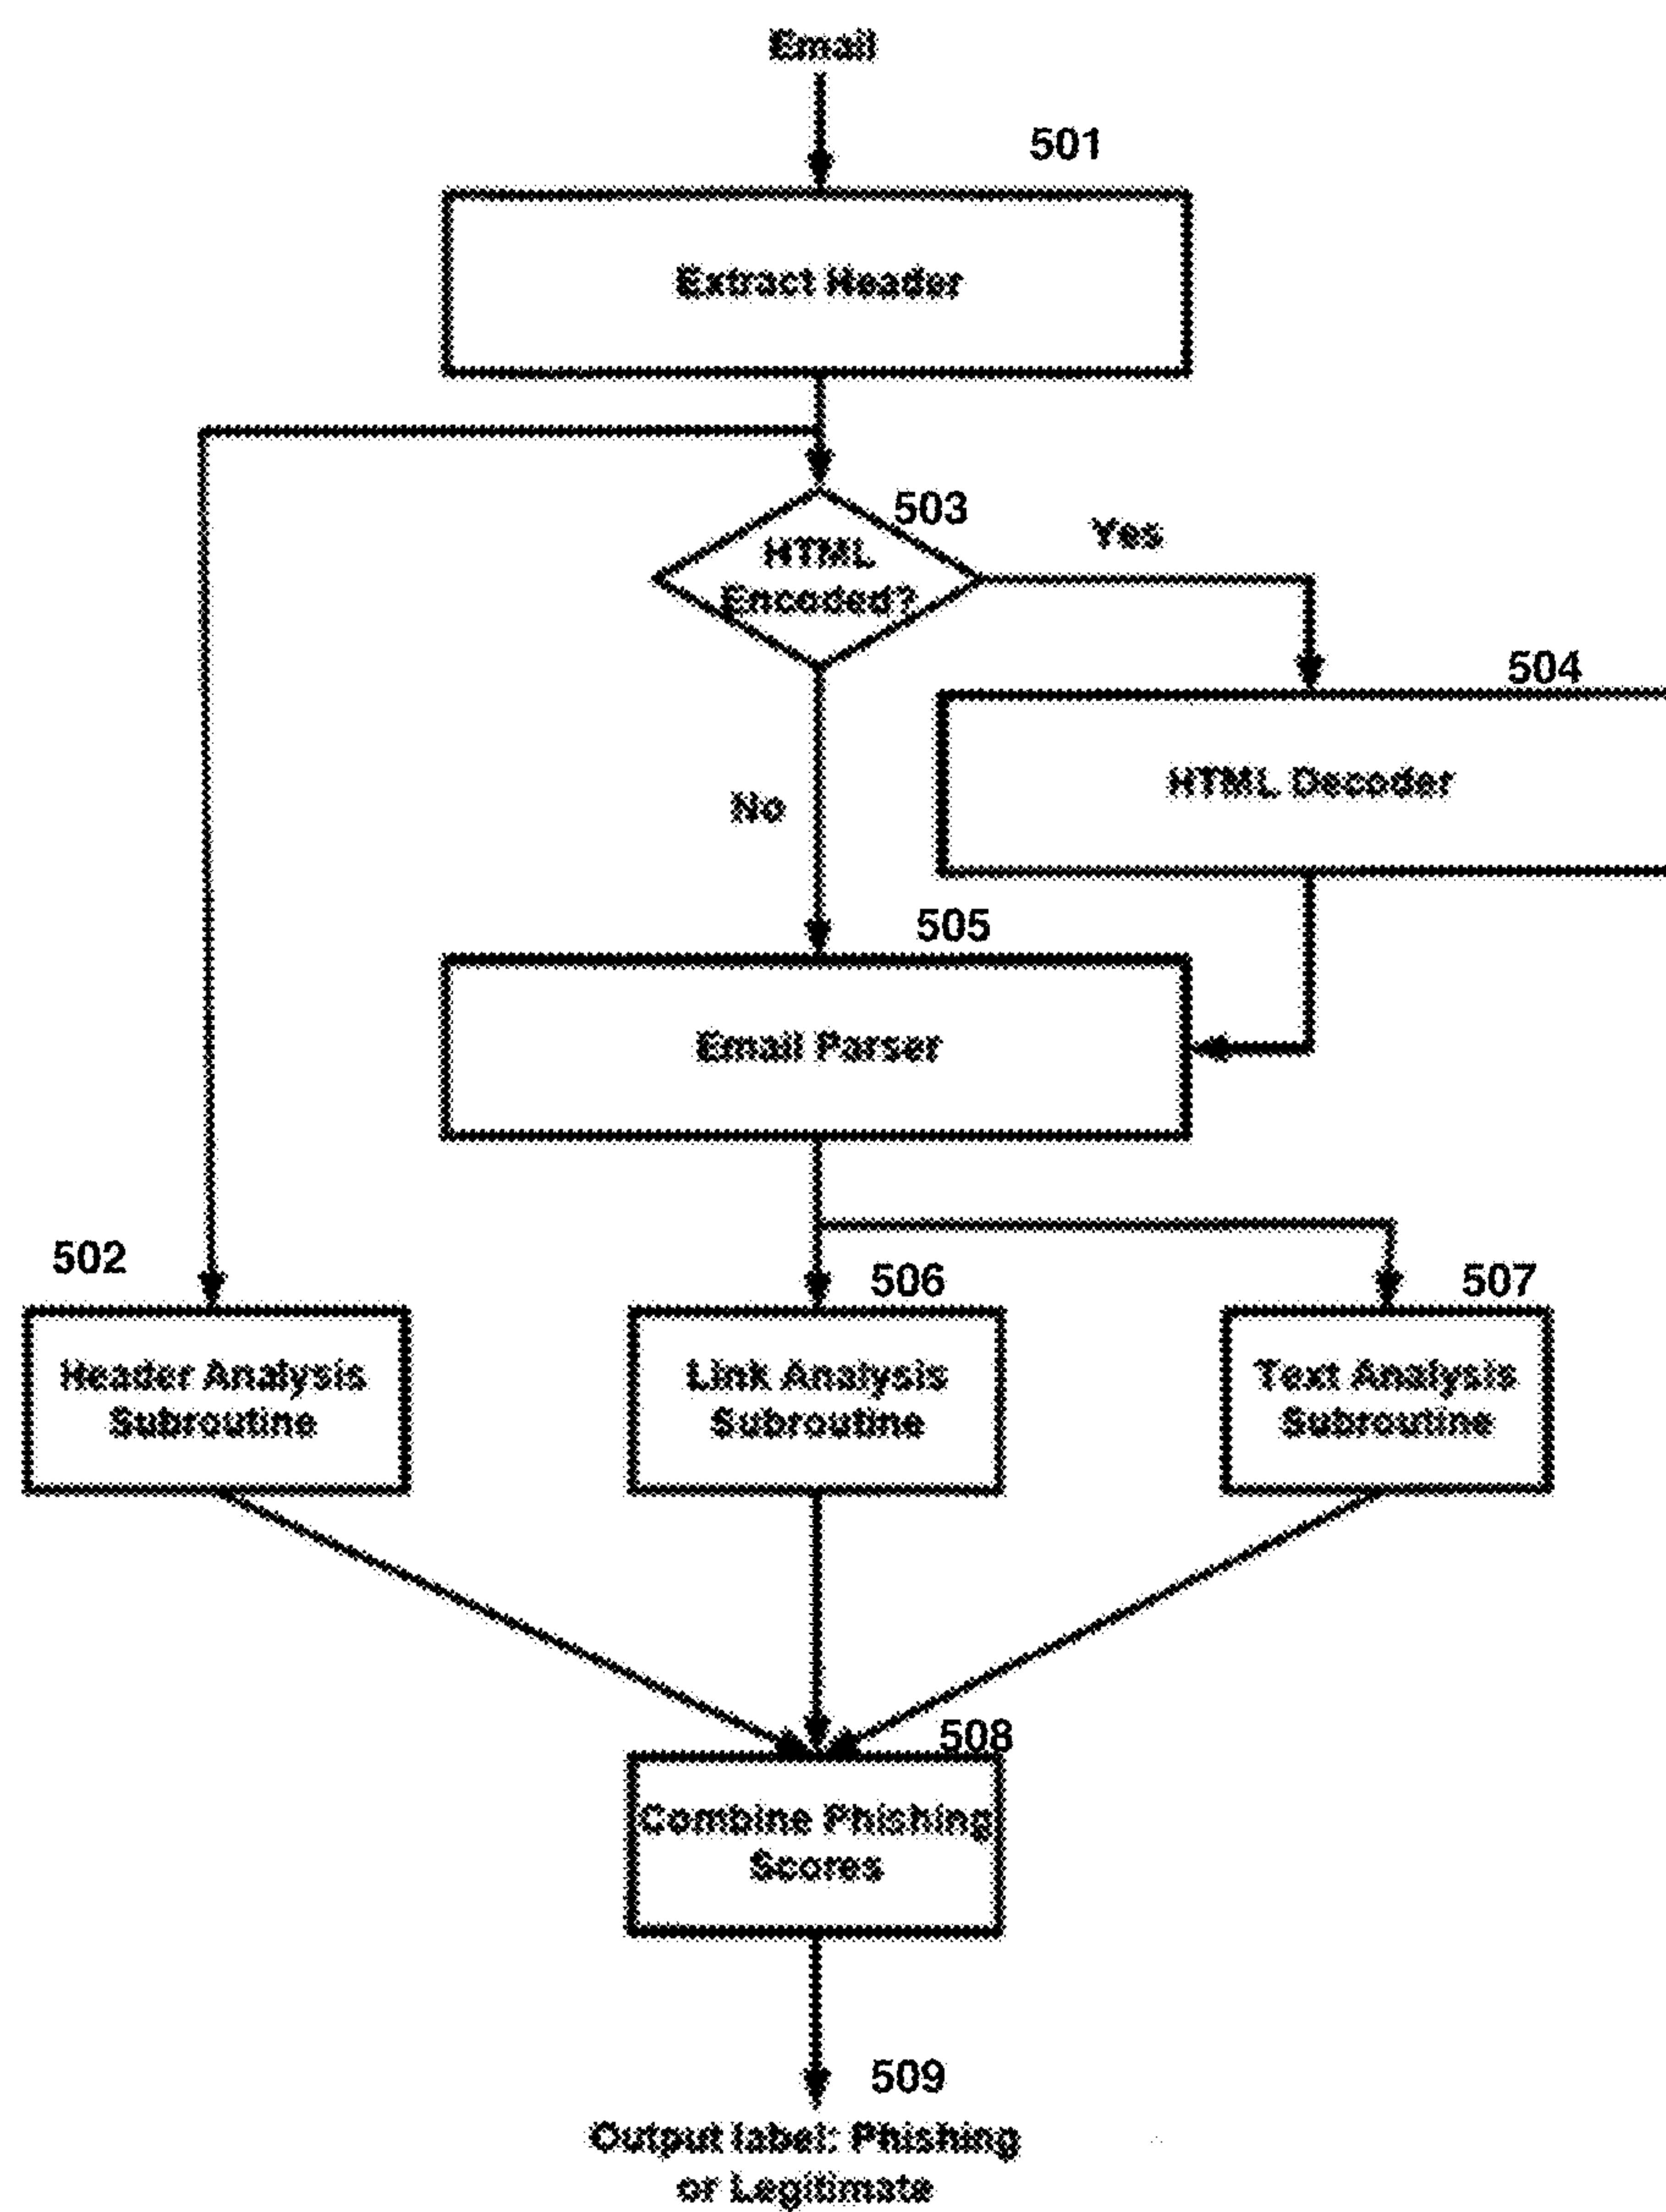 Email
501
Extract Header
503
HTML
Encoded?
Yes
504
HTML Decoder
No
505
Email Parser
502
506
507
Header Analysis
Subroutine
Link Analysis
Subroutine
Text Analysis
Subroutine
508
Combine Phishing
Scores
509
Output label: Phishing
or Legitimate